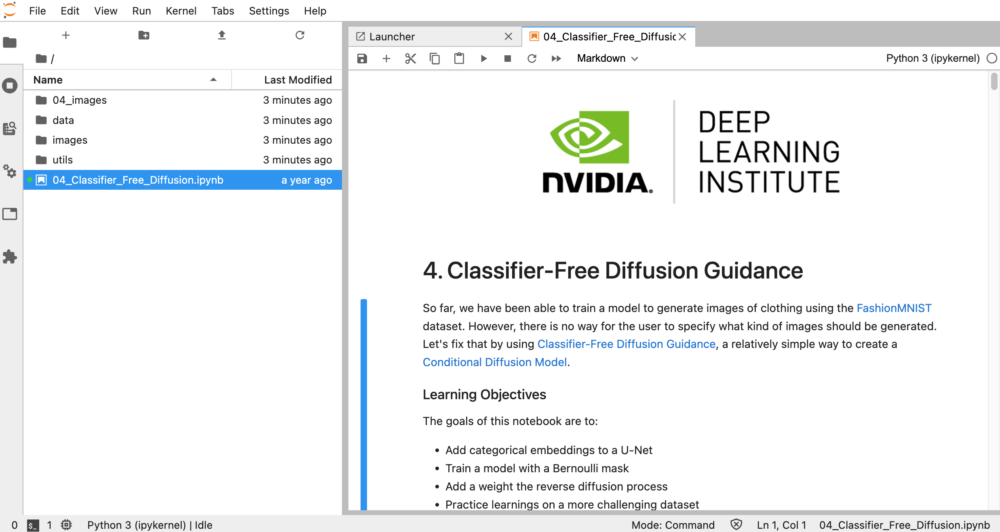 File Edit View Run Kernel Tabs Settings Help
/
Name Last Modified
04_images 3 minutes ago
data 3 minutes ago
images 3 minutes ago
utils 3 minutes ago
04_Classifier_Free_Diffusion.ipynb a year ago
Launcher
04_Classifier_Free_Diffusic
Markdown
Python 3 (ipykernel)
NVIDIA®
DEEP
LEARNING
INSTITUTE
4. Classifier-Free Diffusion Guidance
So far, we have been able to train a model to generate images of clothing using the FashionMNIST
dataset. However, there is no way for the user to specify what kind of images should be generated.
Let's fix that by using Classifier-Free Diffusion Guidance, a relatively simple way to create a
Conditional Diffusion Model.
Learning Objectives
The goals of this notebook are to:
• Add categorical embeddings to a U-Net
• Train a model with a Bernoulli mask
• Add a weight the reverse diffusion process
• Practice learnings on a more challenging dataset
0 $_ 1 Python 3 (ipykernel) | Idle
Mode: Command Ln 1, Col 1 04_Classifier_Free_Diffusion.ipynb